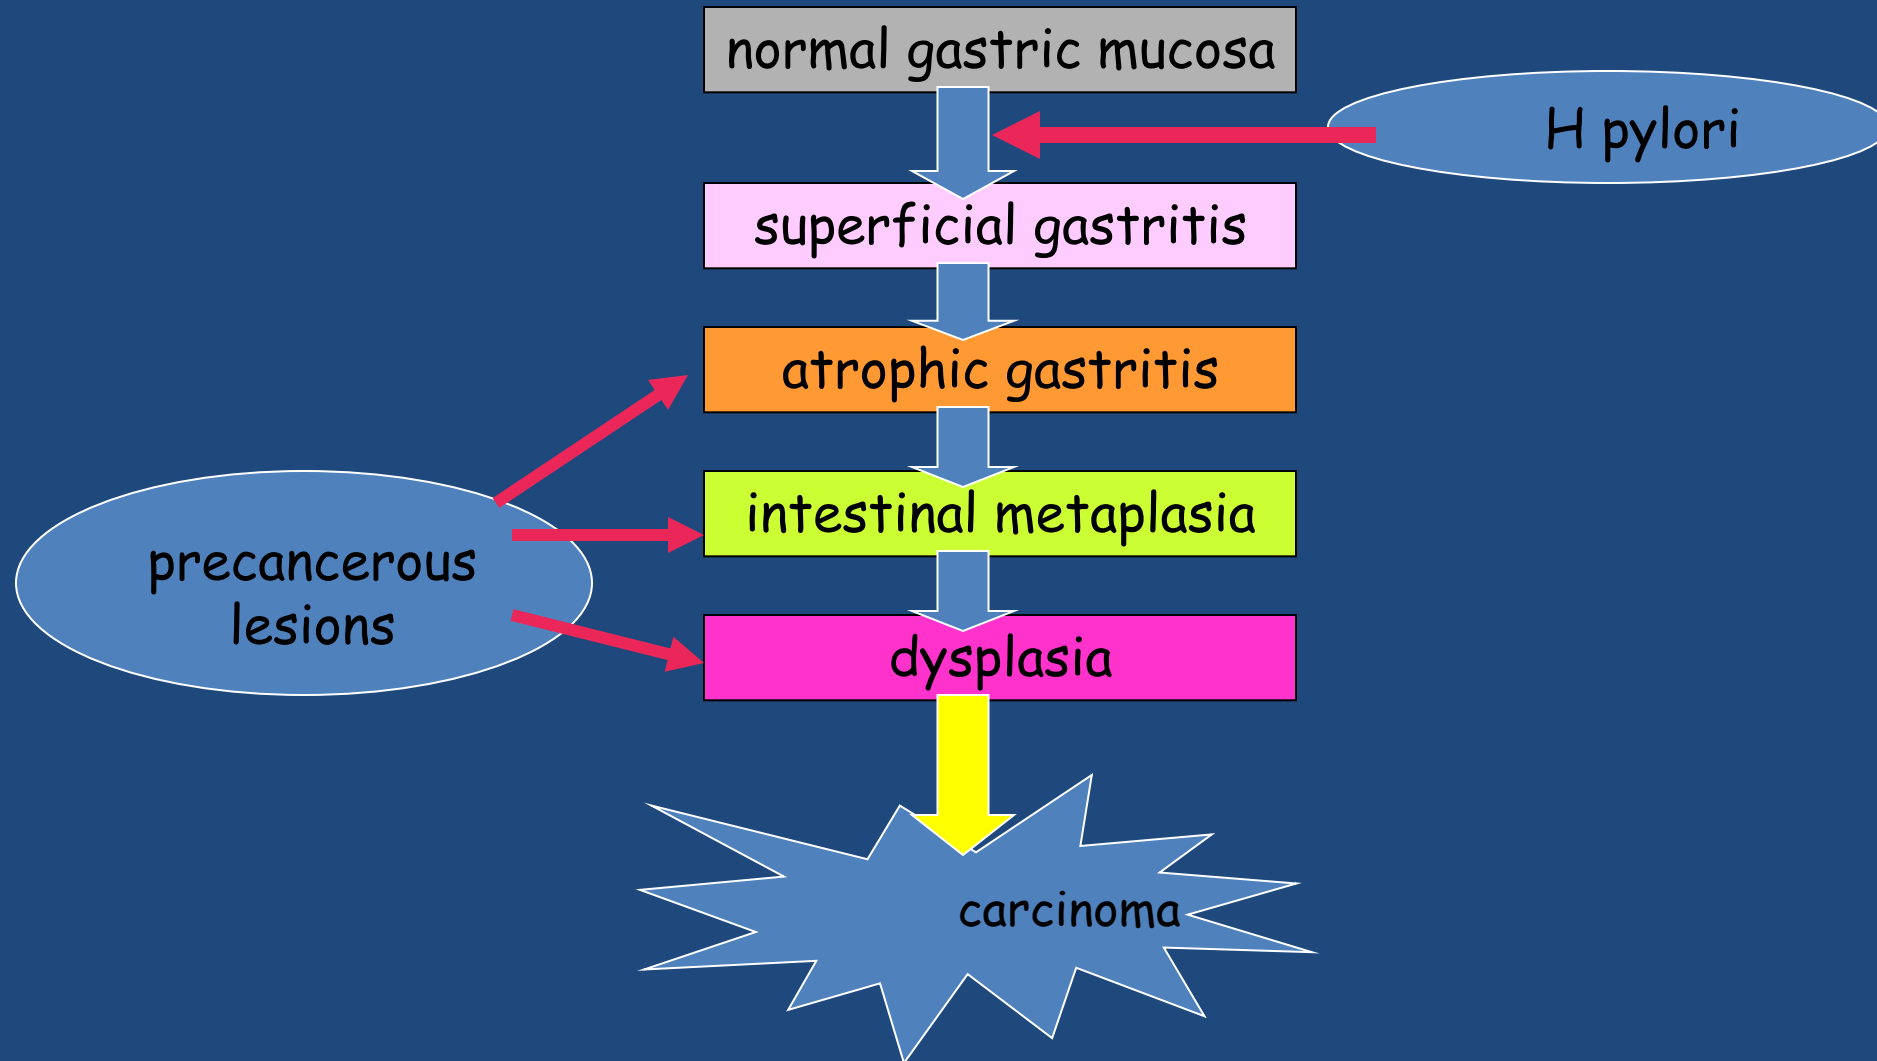 normal gastric mucosa
H pylori
superficial gastritis
atrophic gastritis
intestinal metaplasia
precancerous
lesions
dysplasia
carcinoma